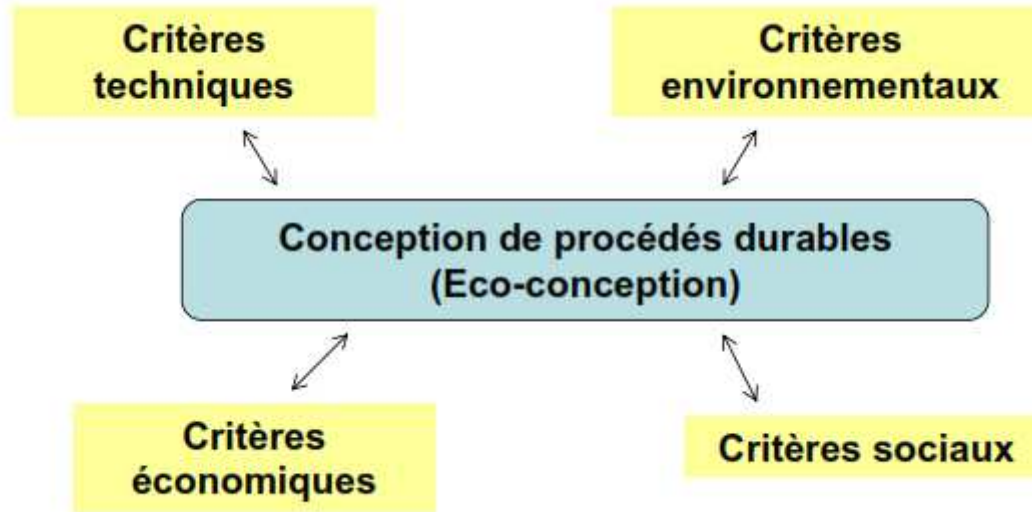 Critères
techniques
Critères
environnementaux
Conception de procédés durables
(Eco-conception)
Critères
économiques
Critères sociaux